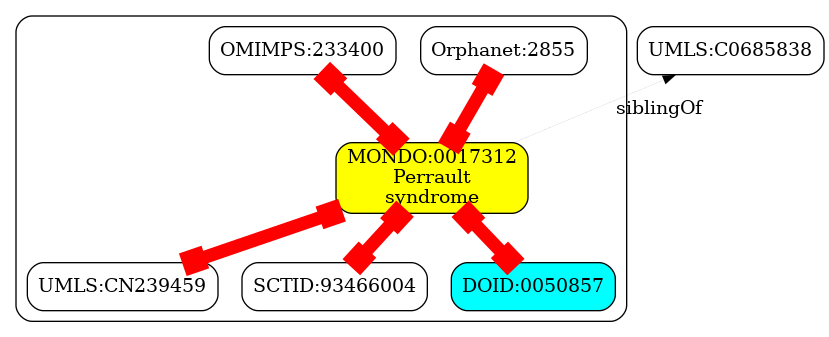 OMIMPS:233400
Orphanet:2855
UMLS:C0685838
siblingOf
MONDO:0017312
Perrault
syndrome
UMLS:CN239459
SCTID:93466004
DOID:0050857